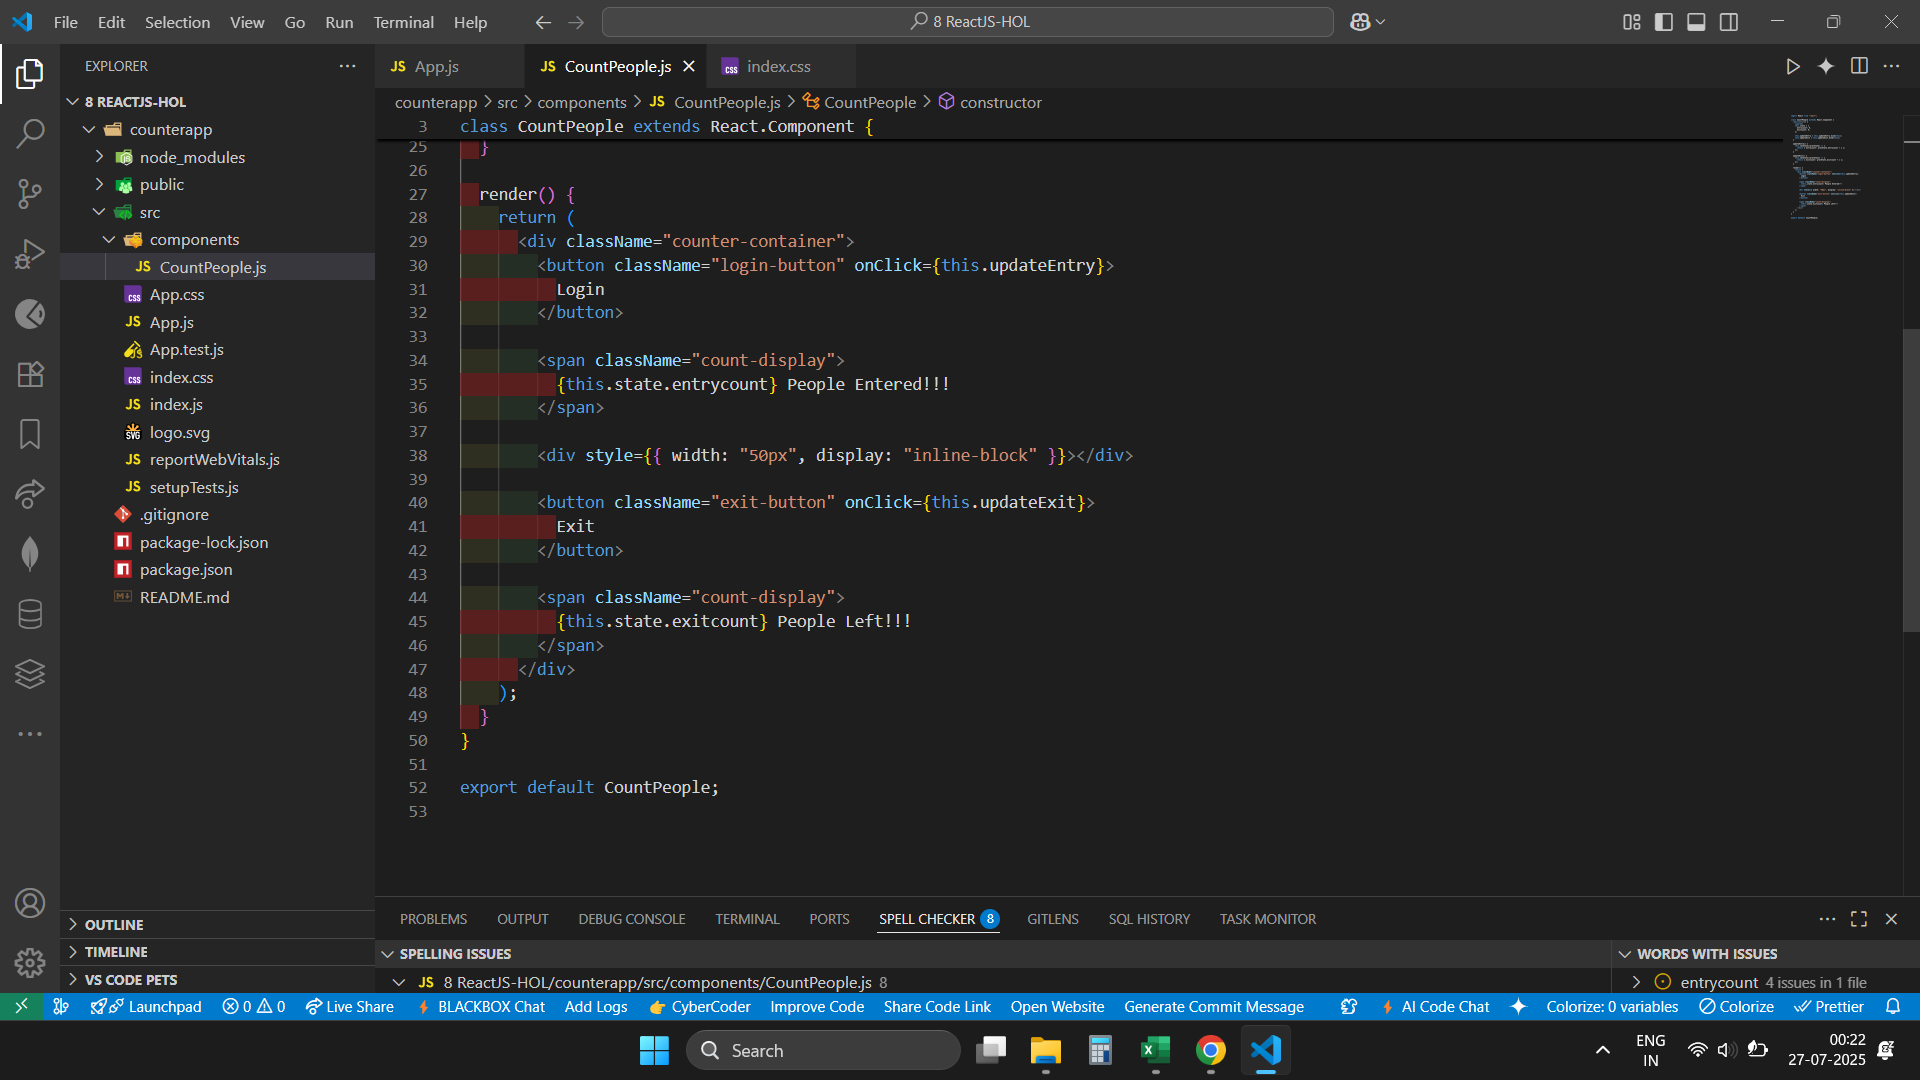 File Edit Selection View Go Run Terminal Help
8 ReactJS-HOL
EXPLORER
8 REACTJS-HOL
counterapp
node_modules
public
src
components
JS CountPeople.js
css App.css
JS App.js
App.test.js
css index.css
JS index.js
SVG logo.svg
JS reportWebVitals.js
JS setupTests.js
.gitignore
package-lock.json
package.json
README.md
OUTLINE
TIMELINE
VS CODE PETS
JS App.js
JS CountPeople.js
css index.css
counterapp > src > components > JS CountPeople.js > CountPeople > constructor
3 class CountPeople extends React.Component {
25 }
26
27 render() {
28 return (
29 <div className="counter-container">
30 <button className="login-button" onClick={this.updateEntry}>
31 Login
32 </button>
33
34 <span className="count-display">
35 {this.state.entrycount} People Entered!!!
36 </span>
37
38 <div style={{ width: "50px", display: "inline-block" }}></div>
39
40 <button className="exit-button" onClick={this.updateExit}>
41 Exit
42 </button>
43
44 <span className="count-display">
45 {this.state.exitcount} People Left!!!
46 </span>
47 </div>
48 );
49 }
50 }
51
52 export default CountPeople;
53
PROBLEMS OUTPUT DEBUG CONSOLE TERMINAL PORTS SPELL CHECKER 8 GITLENS SQL HISTORY TASK MONITOR
SPELLING ISSUES
JS 8 ReactJS-HOL/counterapp/src/components/CountPeople.js 8
WORDS WITH ISSUES
entrycount 4 issues in 1 file
Launchpad 0 0 Live Share BLACKBOX Chat Add Logs CyberCoder Improve Code Share Code Link Open Website Generate Commit Message AI Code Chat Colorize: 0 variables Colorize Prettier
Search
ENG
IN
00:22
27-07-2025